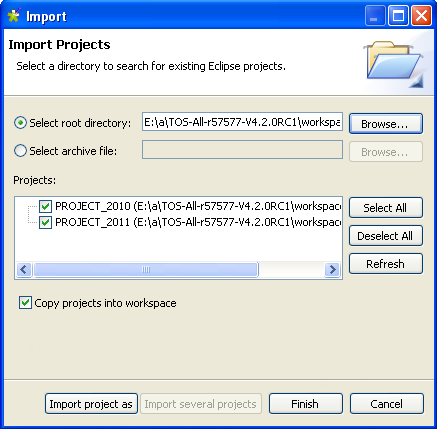 Import
Import Projects
Select a directory to search for existing Eclipse projects.
Select root directory: E:\a\TOS-All-r57577-V4.2.0RC1\workspa Browse...
Select archive file: Browse...
Projects:
PROJECT_2010 (E:\a\TOS-All-r57577-V4.2.0RC1\workspace Select All
PROJECT_2011 (E:\a\TOS-All-r57577-V4.2.0RC1\workspace Deselect All
Refresh
Copy projects into workspace
Import project as Import several projects Finish Cancel